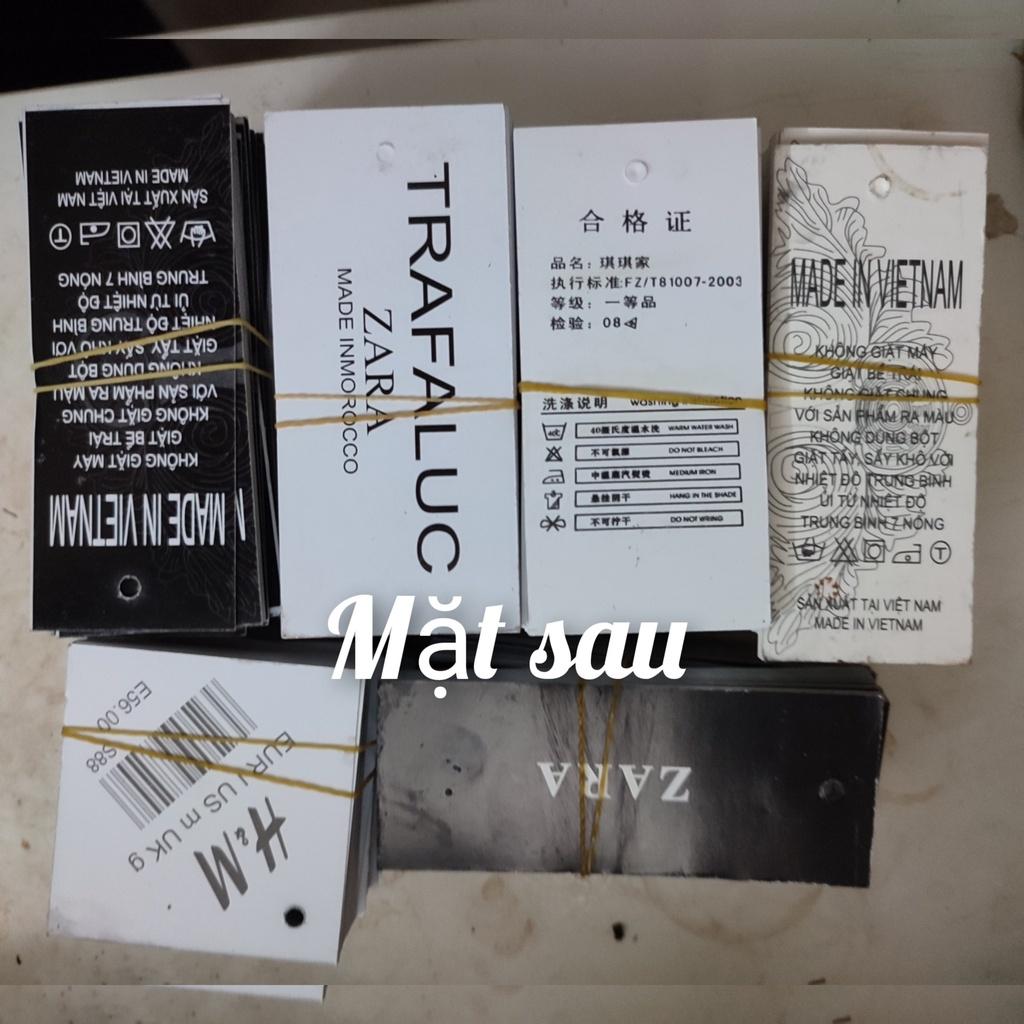 MADE IN VIETNAM
KHÔNG GIẶT MÁY
GIẶT BỀ TRÁI
KHÔNG GIẶT CHUNG
VỚI SẢN PHẨM RA MÀU
KHÔNG DÙNG BỘT
GIẶT TẨY SẤY KHÔ VỚI
NHIỆT ĐỘ TRUNG BÌNH
ỦI TỪ NHIỆT ĐỘ
TRUNG BÌNH 7 NÓNG
SẢN XUẤT TẠI VIỆT NAM
MADE IN VIETNAM
TRAFALUC
ZARA
MADE INMOROCCO
合格证
品名: 琪琪家
执行标准:FZ/T81007-2003
等级: 一等品
检验: 08
洗涤说明
40摄氏度温水洗 WARM WATER WASH
不可氯漂 DO NOT BLEACH
中温蒸汽熨烫 MEDIUM IRON
悬挂阴干 HANG IN THE SHADE
不可拧干 DO NOT WRING
MADE IN VIETNAM
KHÔNG GIẶT MÁY
GIẶT BỀ TRÁI
KHÔNG GIẶT CHUNG
VỚI SẢN PHẨM RA MÀU
KHÔNG DÙNG BỘT
GIẶT TẨY, SẤY KHÔ VỚI
NHIỆT ĐỘ TRUNG BÌNH
ỦI TỪ NHIỆT ĐỘ
TRUNG BÌNH 7 NÓNG
SẢN XUẤT TẠI VIỆT NAM
MADE IN VIETNAM
Mặt sau
H&M
EUR L US m UK g
E56.00 S88
ZARA